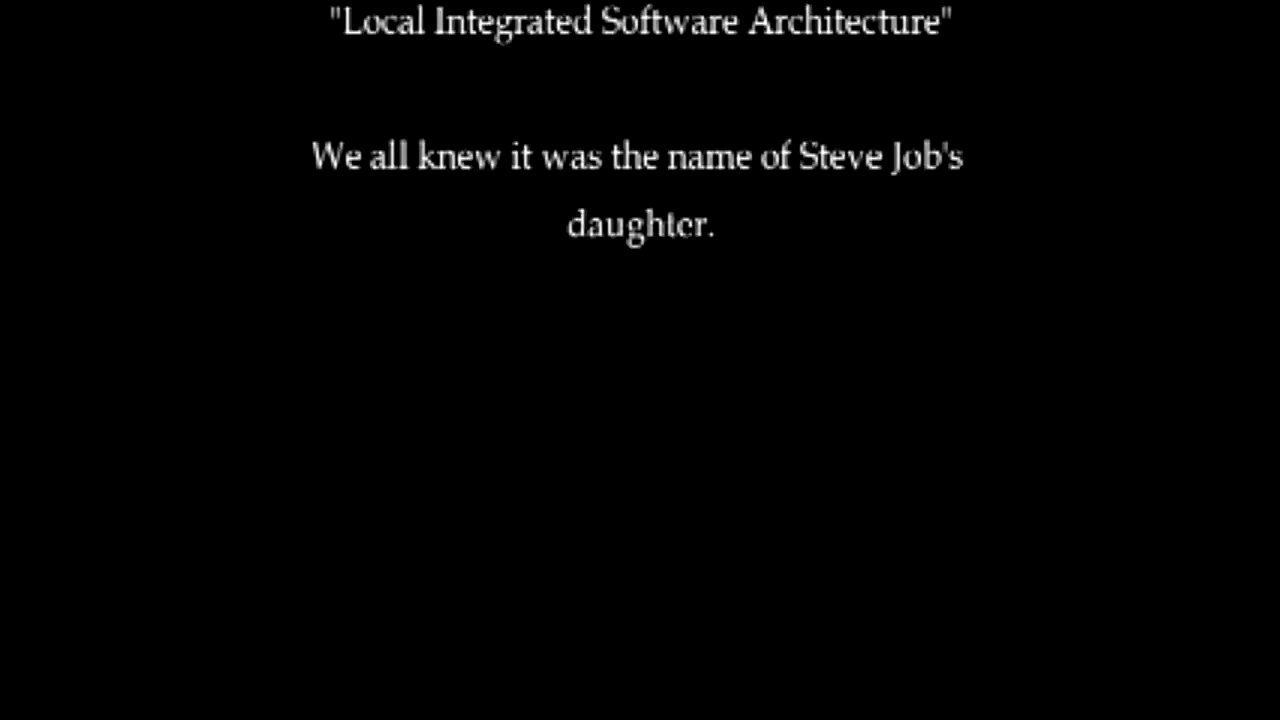 "Local Integrated Software Architecture"
We all knew it was the name of Steve Job's
daughter.